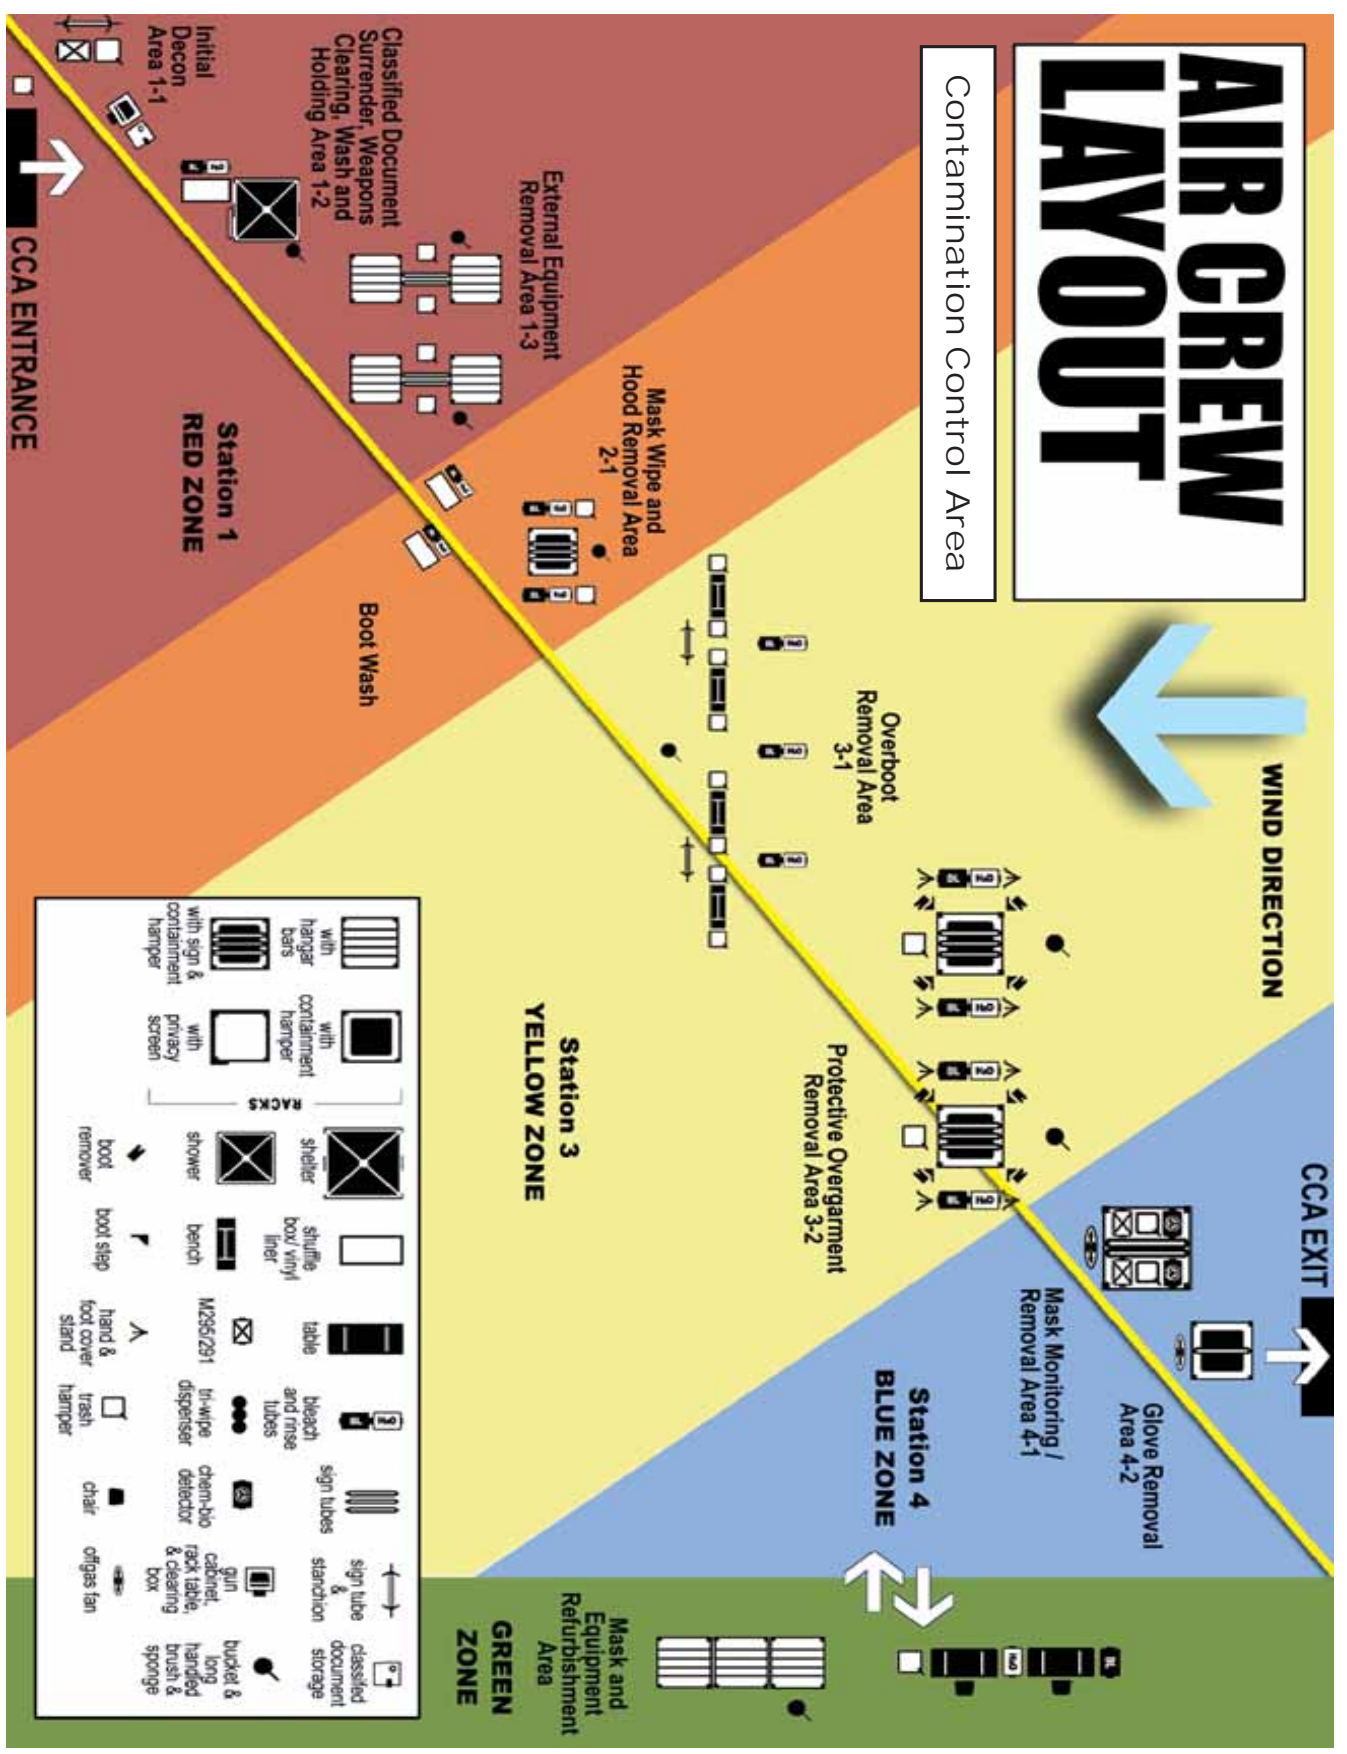 AIR CREW
LAYOUT
Contamination Control Area
WIND DIRECTION
CCA EXIT
Initial
Decon
Area 1-1
Classified Document
Surrender, Weapons
Clearing, Wash and
Holding Area 1-2
External Equipment
Removal Area 1-3
CCA ENTRANCE
Station 1
RED ZONE
Mask Wipe and
Hood Removal Area
2-1
Boot Wash
Overboot
Removal Area
3-1
Protective Overgarment
Removal Area 3-2
Station 3
YELLOW ZONE
Mask Monitoring /
Removal Area 4-1
Glove Removal
Area 4-2
Station 4
BLUE ZONE
BL
H2O
Mask and
Equipment
Refurbishment
Area
GREEN
ZONE
with
hangar
bars
with
containment
hamper
with sign &
containment
hamper
with
privacy
screen
RACKS
shelter
shuffle
box/ vinyl
liner
table
bleach
and rinse
tubes
sign tubes
sign tube
&
stanchion
classified
document
storage
shower
bench
M295/291
tri-wipe
dispenser
chem-bio
detector
gun
cabinet,
rack table,
& clearing
box
bucket &
long
handled
brush &
sponge
boot
remover
boot step
hand &
foot cover
stand
trash
hamper
chair
offgas fan